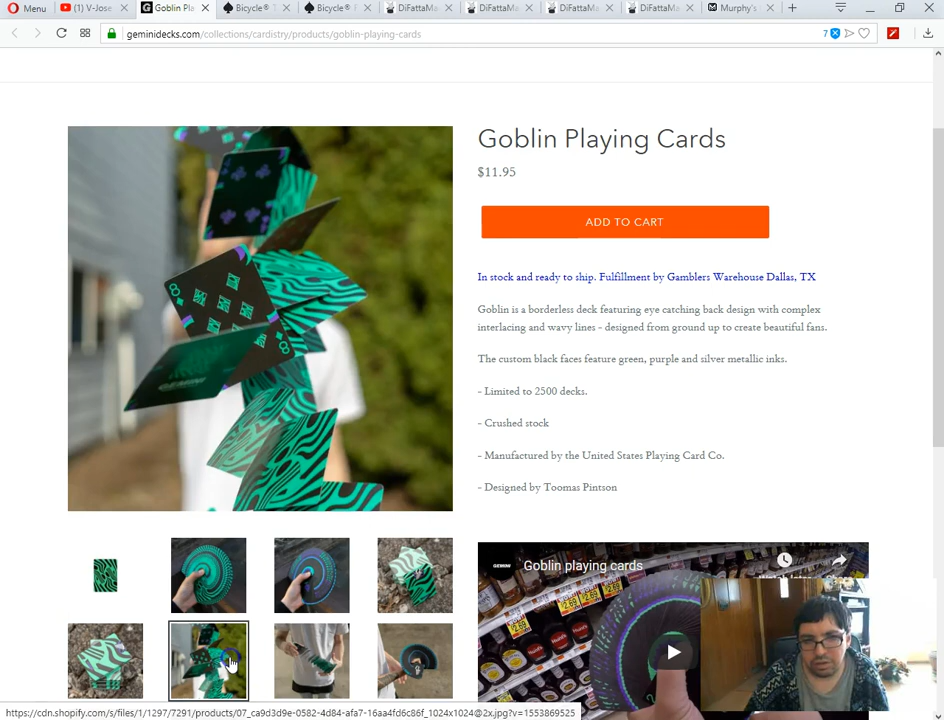 Menu
(1) V-Jose
Goblin Pla
Bicycle® T
Bicycle® F
DiFattaMa
DiFattaMa
DiFattaMa
DiFattaMa
Murphy's
geminidecks.com/collections/cardistry/products/goblin-playing-cards
7
Goblin Playing Cards
$11.95
ADD TO CART
In stock and ready to ship. Fulfillment by Gamblers Warehouse Dallas, TX
Goblin is a borderless deck featuring eye catching back design with complex
interlacing and wavy lines - designed from ground up to create beautiful fans.
The custom black faces feature green, purple and silver metallic inks.
- Limited to 2500 decks.
- Crushed stock
- Manufactured by the United States Playing Card Co.
- Designed by Toomas Pintson
8
8
GEMINI
GEMINI
Goblin playing cards
https://cdn.shopify.com/s/files/1/1297/7291/products/07_ca9d3d9e-0582-4d84-afa7-16aa4fd6c86f_1024x1024@2x.jpg?v=1553869525